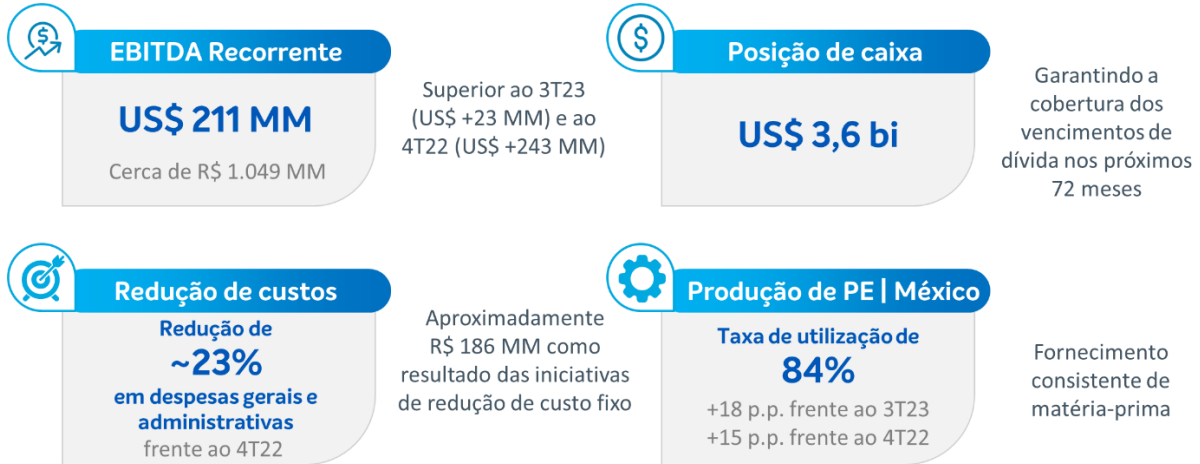 EBITDA Recorrente
US$ 211 MM
Cerca de R$ 1.049 MM
Superior ao 3T23
(US$ +23 MM) e ao
4T22 (US$ +243 MM)
Posição de caixa
US$ 3,6 bi
Garantindo a
cobertura dos
vencimentos de
dívida nos próximos
72 meses
Redução de custos
Redução de
~23%
em despesas gerais e
administrativas
frente ao 4T22
Aproximadamente
R$ 186 MM como
resultado das iniciativas
de redução de custo fixo
Produção de PE | México
Taxa de utilização de
84%
+18 p.p. frente ao 3T23
+15 p.p. frente ao 4T22
Fornecimento
consistente de
matéria-prima